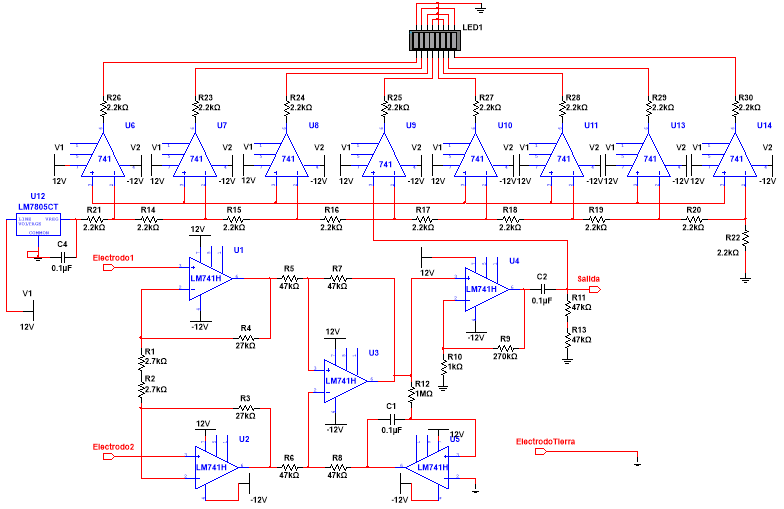 LED1
R26 R23 R24 R25 R27 R28 R29 R30
2.2kΩ 2.2kΩ 2.2kΩ 2.2kΩ 2.2kΩ 2.2kΩ 2.2kΩ 2.2kΩ
U6 U7 U8 U9 U10 U11 U13 U14
V1 V2 V1 V2 V1 V2 V1 V2 V1 V2 V1 V2 V1 V2 V1 V2
741 741 741 741 741 741 741 741
12V -12V 12V -12V 12V -12V 12V -12V 12V -12V 12V -12V 12V -12V 12V -12V
U12
LM7805CT
LINE VREG
VOLTAGE
COMMON
R21 R14 R15 R16 R17 R18 R19 R20
2.2kΩ 2.2kΩ 2.2kΩ 2.2kΩ 2.2kΩ 2.2kΩ 2.2kΩ 2.2kΩ
R22
2.2kΩ
C4
0.1µF
V1
12V
Electrodo1
12V
U1
LM741H
-12V
R5
47kΩ
R7
47kΩ
R4
27kΩ
R1
2.7kΩ
R2
2.7kΩ
R3
27kΩ
12V
U3
LM741H
-12V
12V
U4
LM741H
-12V
C2
0.1µF
Salida
R11
47kΩ
R13
47kΩ
R9
270kΩ
R10
1kΩ
R12
1MΩ
C1
0.1µF
Electrodo2
12V
U2
LM741H
-12V
R6
47kΩ
R8
47kΩ
12V
U5
LM741H
-12V
ElectrodoTierra